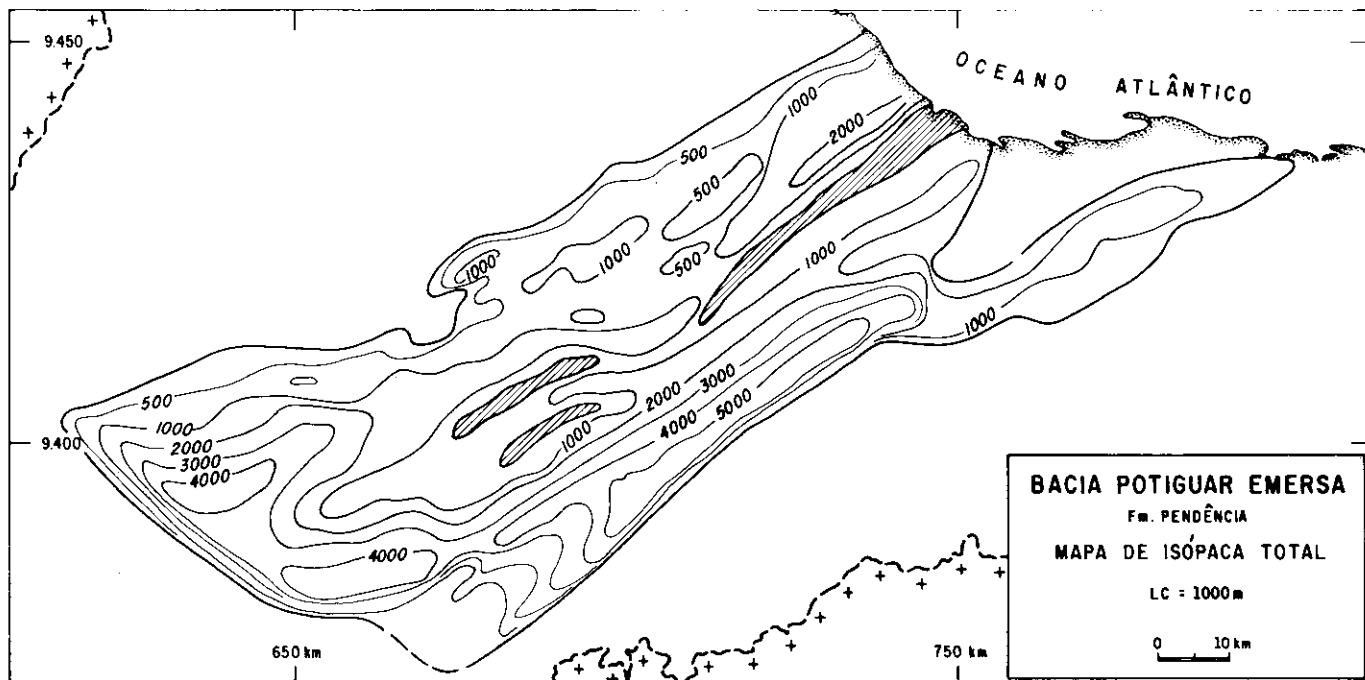 9.450
OCEANO ATLÂNTICO
1000
2000
500
500
1000
1000
500
1000
1000
500
1000
2000
3000
4000
2000
3000
4000
5000
1000
9.400
4000
650 km
750 km
BACIA POTIGUAR EMERSA
Fm. PENDÊNCIA
MAPA DE ISÓPACA TOTAL
LC = 1000m
0 10 km